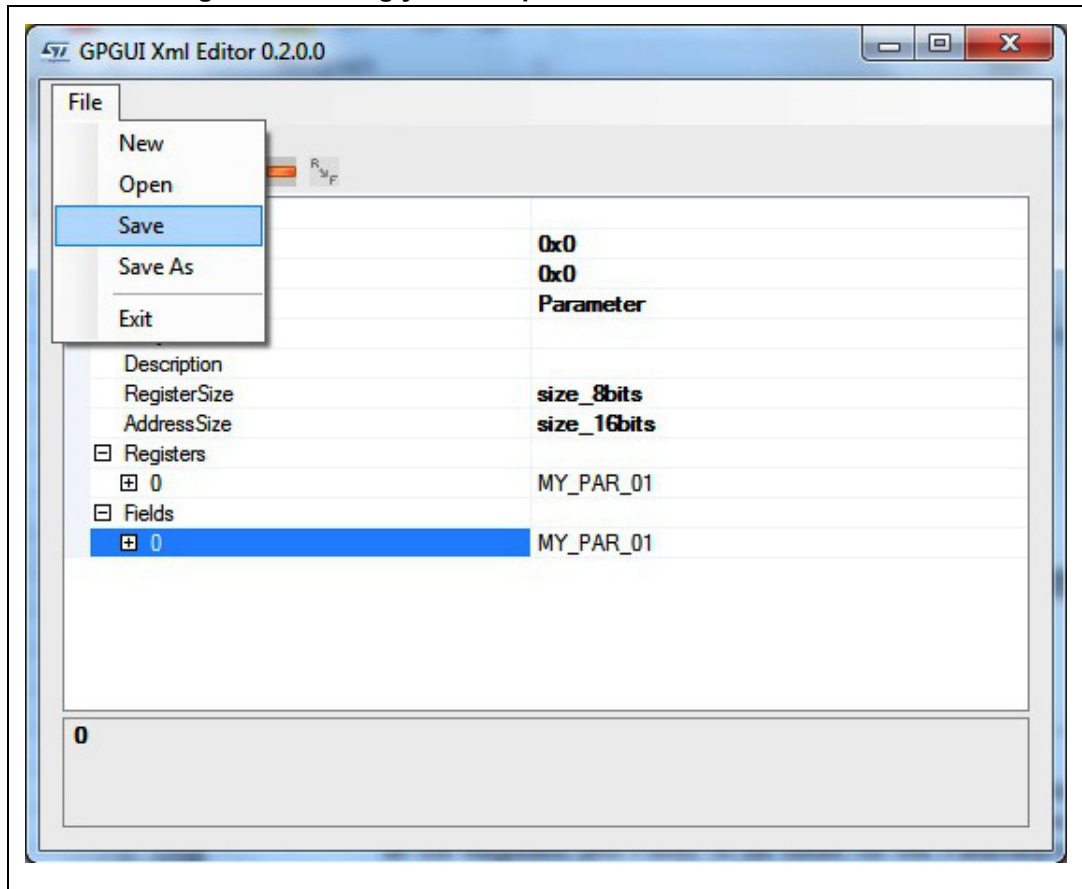 GPGUI Xml Editor 0.2.0.0
File
New
Open
R F
Save
0x0
Save As
0x0
Parameter
Exit
Description
RegisterSize size_8bits
AddressSize size_16bits
Registers
0 MY_PAR_01
Fields
0 MY_PAR_01
0